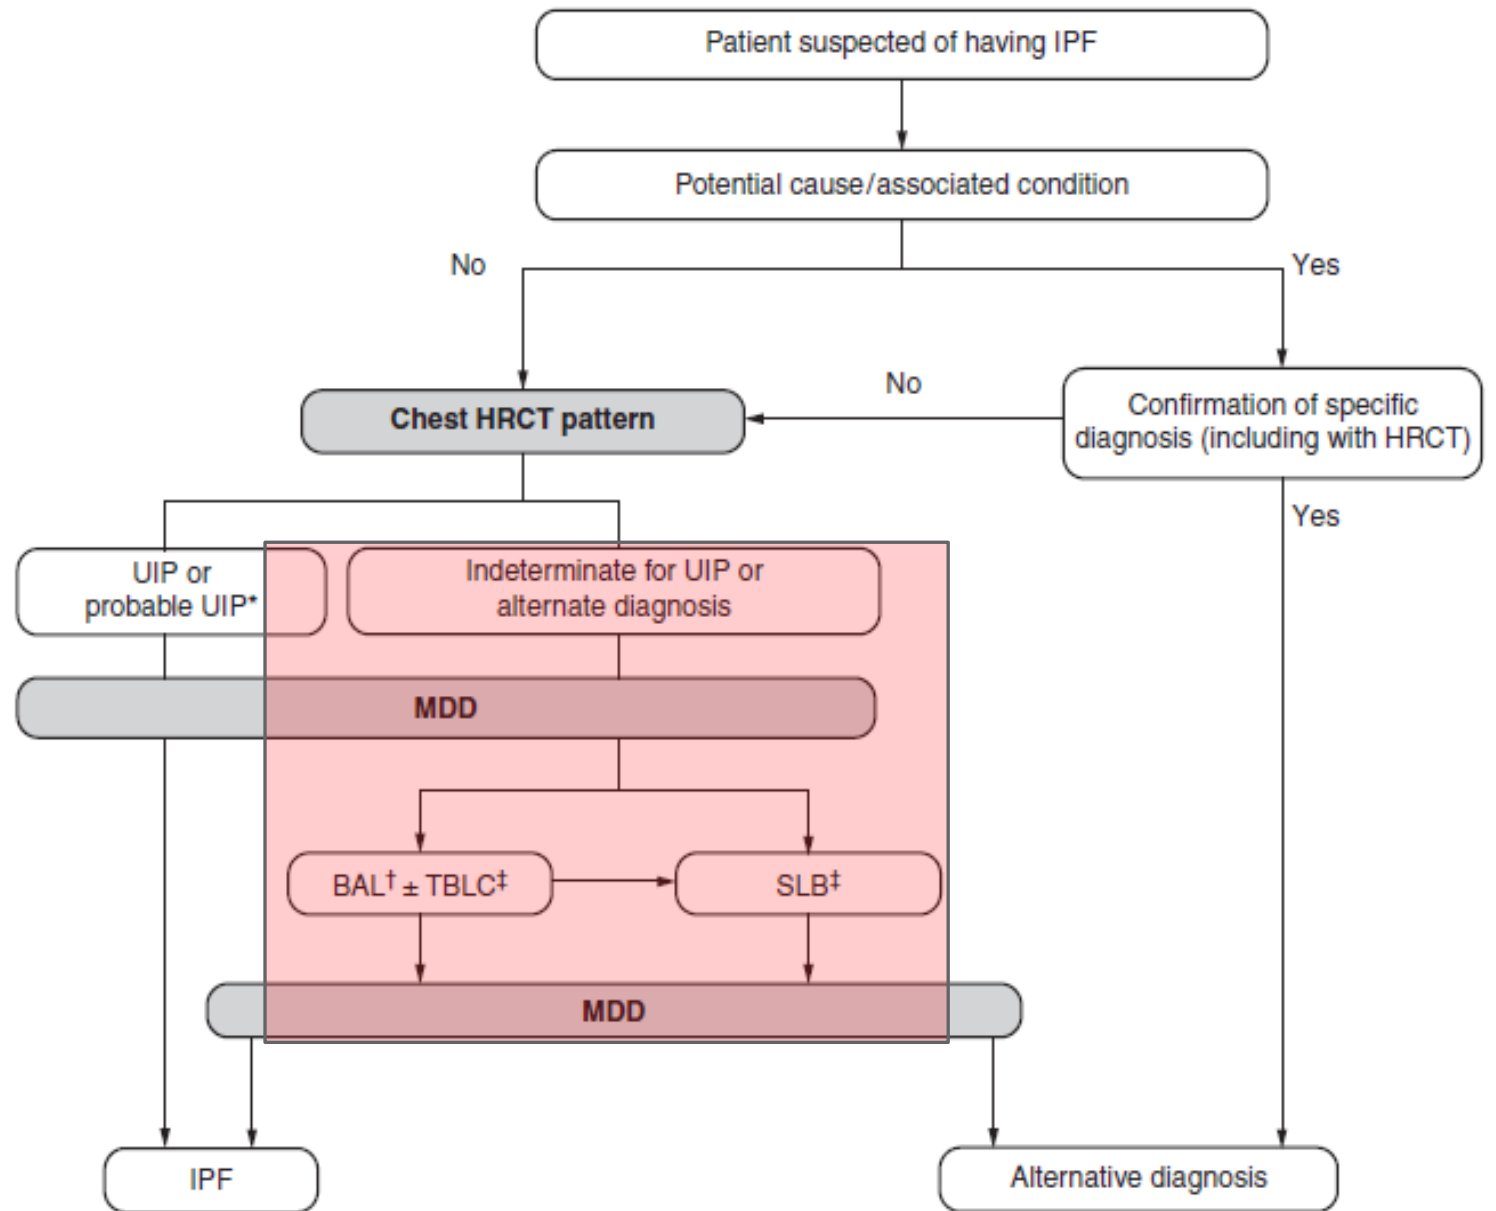 Patient suspected of having IPF
Potential cause/associated condition
No
Yes
No
Chest HRCT pattern
Confirmation of specific
diagnosis (including with HRCT)
Yes
UIP or
probable UIP*
Indeterminate for UIP or
alternate diagnosis
MDD
BAL† ± TBLC‡
SLB‡
MDD
IPF
Alternative diagnosis